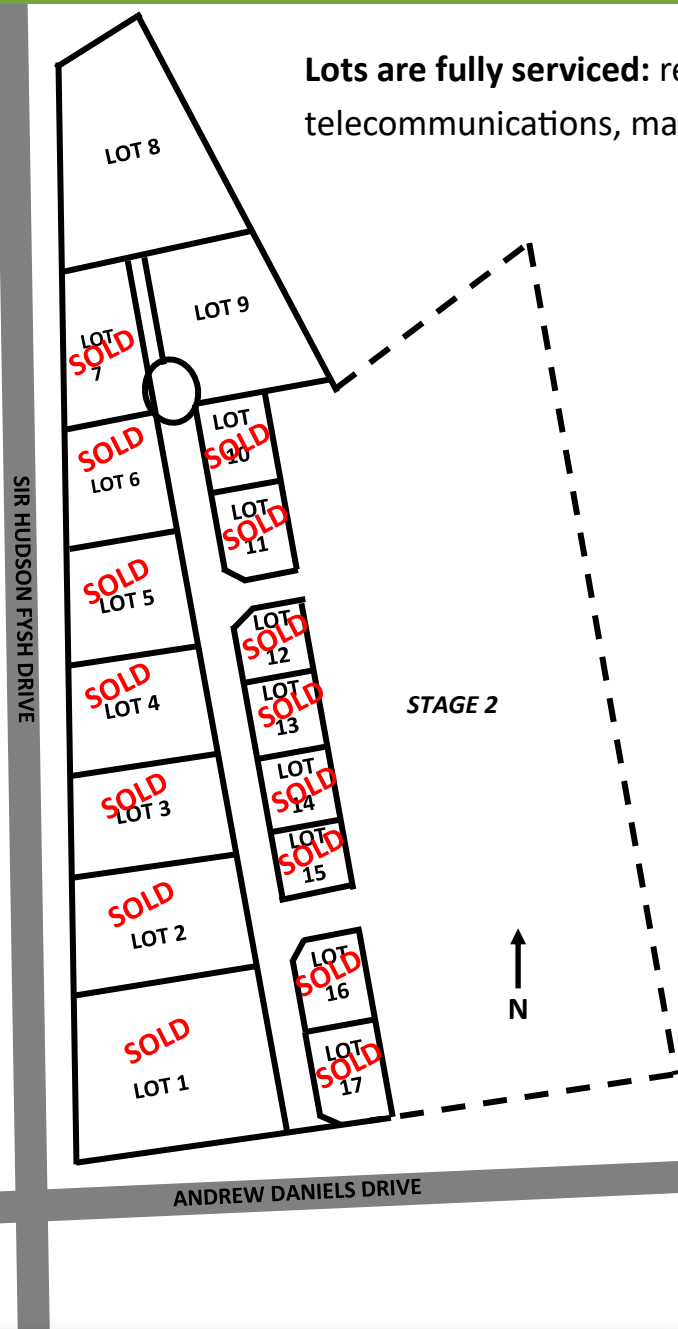 Lots are fully serviced: re
telecommunications, ma
LOT 8
LOT 9
LOT
SOLD
7
SOLD
LOT 6
LOT
SOLD
10
LOT
SOLD
11
SOLD
LOT 5
LOT
SOLD
12
SOLD
LOT 4
LOT
SOLD
13
STAGE 2
SIR HUDSON FYSH DRIVE
SOLD
LOT 3
LOT
SOLD
14
LOT
SOLD
15
SOLD
LOT 2
LOT
SOLD
16
N
SOLD
LOT 1
LOT
SOLD
17
ANDREW DANIELS DRIVE